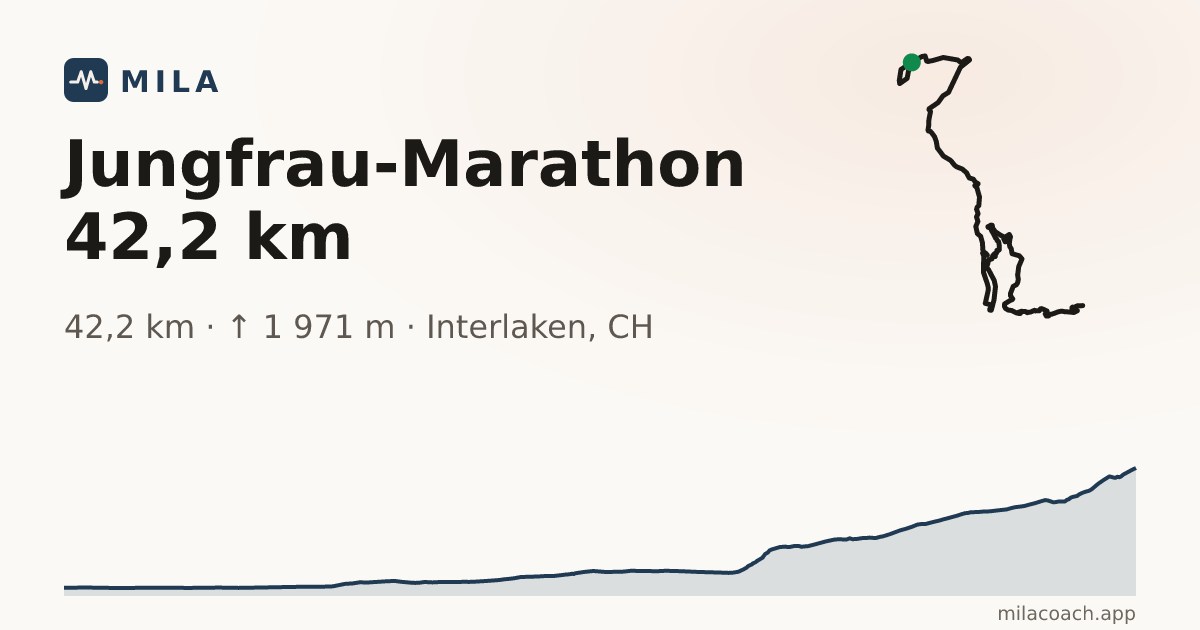 MILA
Jungfrau-Marathon
42,2 km
42,2 km · ↑ 1 971 m · Interlaken, CH
milacoach.app